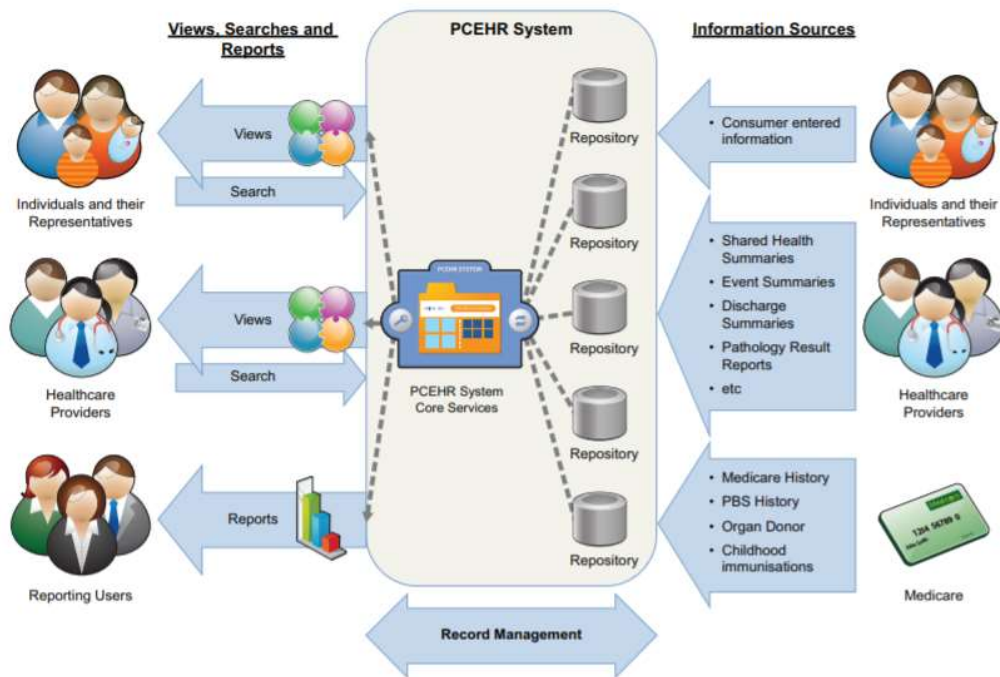 Views, Searches and
Reports
PCEHR System
Information Sources
Views
Search
Individuals and their
Representatives
Views
Search
Healthcare
Providers
Reports
Reporting Users
PCEHR SYSTEM
PCEHR System
Core Services
Repository
Repository
Repository
Repository
Repository
• Consumer entered
information
• Shared Health
Summaries
• Event Summaries
• Discharge
Summaries
• Pathology Result
Reports
• etc
• Medicare History
• PBS History
• Organ Donor
• Childhood
immunisations
Individuals and their
Representatives
Healthcare
Providers
Medicare
Record Management